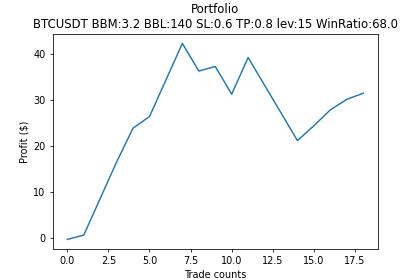 Portfolio
BTCUSDT BBM:3.2 BBL:140 SL:0.6 TP:0.8 lev:15 WinRatio:68.0
Profit ($)
40
30
20
10
0
0.0 2.5 5.0 7.5 10.0 12.5 15.0 17.5
Trade counts